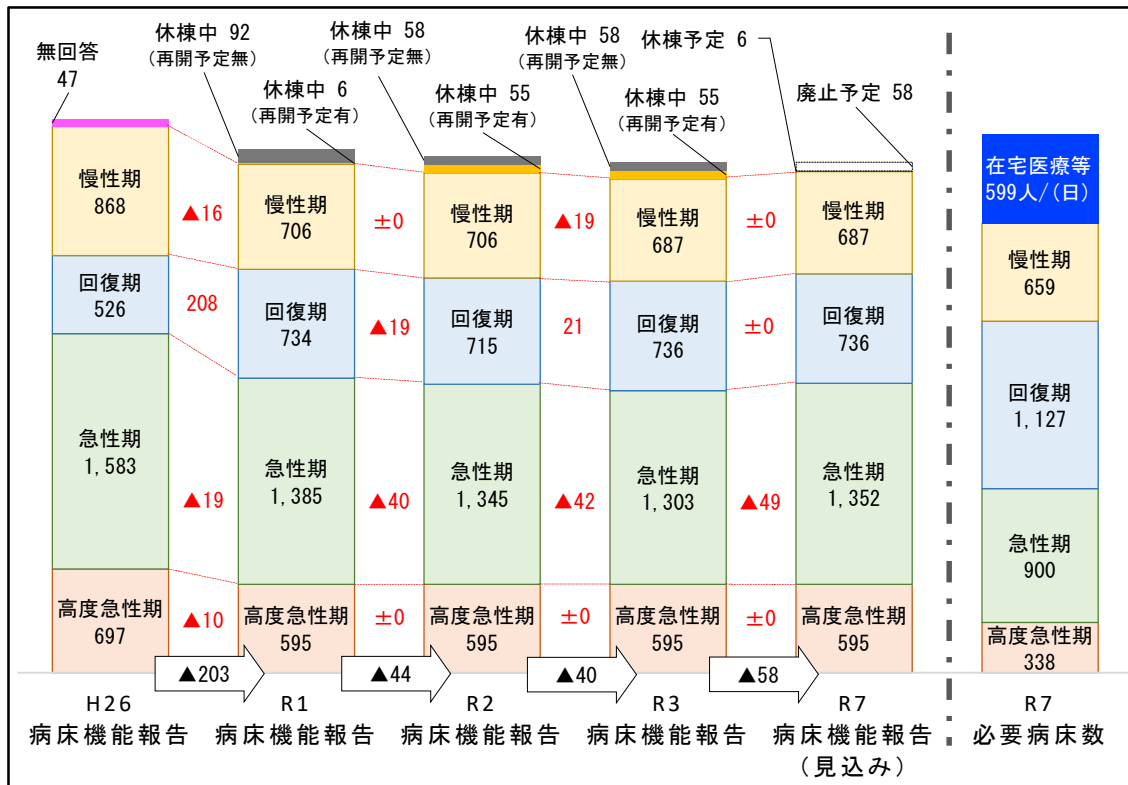 無回答
47
休棟中 92
(再開予定無)
休棟中 6
(再開予定有)
休棟中 58
(再開予定無)
休棟中 55
(再開予定有)
休棟中 58
(再開予定無)
休棟中 55
(再開予定有)
休棟予定 6
廃止予定 58
慢性期
868
回復期
526
急性期
1,583
高度急性期
697
▲16
208
▲19
▲10
▲203
慢性期
706
回復期
734
急性期
1,385
高度急性期
595
±0
▲19
▲40
±0
▲44
慢性期
706
回復期
715
急性期
1,345
高度急性期
595
▲19
21
▲42
±0
▲40
慢性期
687
回復期
736
急性期
1,303
高度急性期
595
±0
±0
▲49
±0
▲58
慢性期
687
回復期
736
急性期
1,352
高度急性期
595
在宅医療等
599人/(日)
慢性期
659
回復期
1,127
急性期
900
高度急性期
338
H26
病床機能報告
R1
病床機能報告
R2
病床機能報告
R3
病床機能報告
R7
病床機能報告
(見込み)
R7
必要病床数